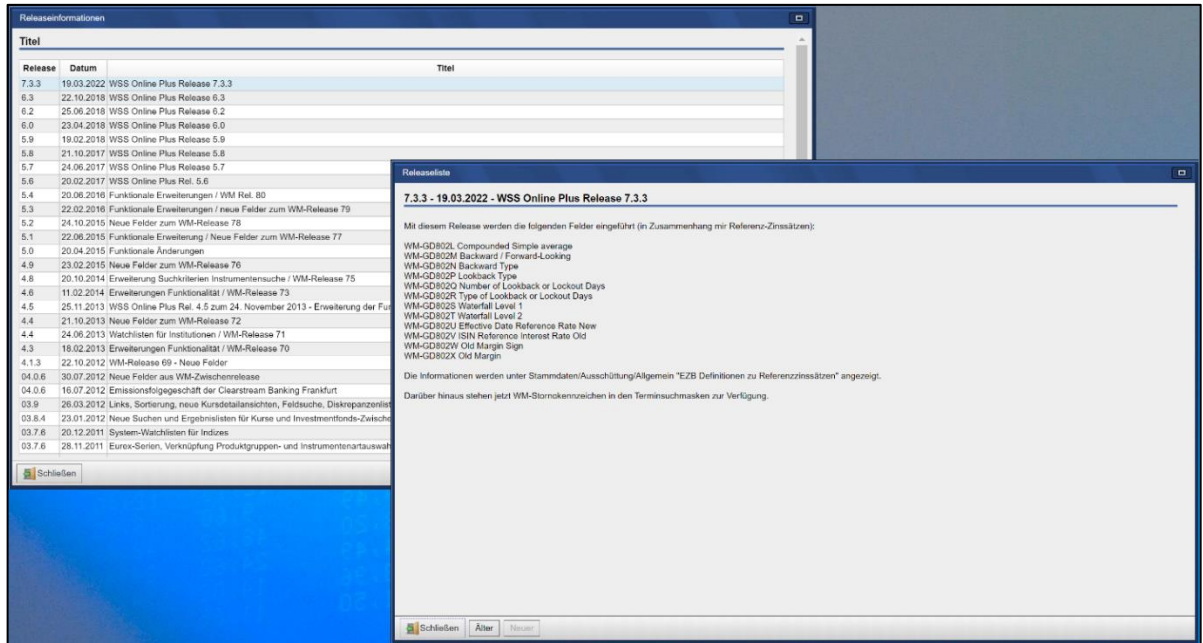 Releaseinformationen
Titel
Release Datum Titel
7.3.3 19.03.2022 WSS Online Plus Release 7.3.3
6.3 22.10.2018 WSS Online Plus Release 6.3
6.2 25.06.2018 WSS Online Plus Release 6.2
6.0 23.04.2018 WSS Online Plus Release 6.0
5.9 19.02.2018 WSS Online Plus Release 5.9
5.8 21.10.2017 WSS Online Plus Release 5.8
5.7 24.06.2017 WSS Online Plus Release 5.7
5.6 20.02.2017 WSS Online Plus Rel. 5.6
5.4 20.06.2016 Funktionale Erweiterungen / WM Rel. 80
5.3 22.02.2016 Funktionale Erweiterungen / neue Felder zum WM-Release 79
5.2 24.10.2015 Neue Felder zum WM-Release 78
5.1 22.06.2015 Funktionale Erweiterung / Neue Felder zum WM-Release 77
5.0 20.04.2015 Funktionale Änderungen
4.9 23.02.2015 Neue Felder zum WM-Release 76
4.8 20.10.2014 Erweiterung Suchkriterien Instrumentensuche / WM-Release 75
4.6 11.02.2014 Erweiterungen Funktionalität / WM-Release 73
4.5 25.11.2013 WSS Online Plus Rel. 4.5 zum 24. November 2013 - Erweiterung der Fu
4.4 21.10.2013 Neue Felder zum WM-Release 72
4.4 24.06.2013 Watchlisten für Institutionen / WM-Release 71
4.3 18.02.2013 Erweiterungen Funktionalität / WM-Release 70
4.1.3 22.10.2012 WM-Release 69 - Neue Felder
04.0.6 30.07.2012 Neue Felder aus WM-Zwischenrelease
04.0.6 16.07.2012 Emissionsfolgegeschäft der Clearstream Banking Frankfurt
03.9 26.03.2012 Links, Sortierung, neue Kursdetailansichten, Feldsuche, Diskrepanzenlist
03.8.4 23.01.2012 Neue Suchen und Ergebnislisten für Kurse und Investmentfonds-Zwische
03.7.6 20.12.2011 System-Watchlisten für Indizes
03.7.6 28.11.2011 Eurex-Serien, Verknüpfung Produktgruppen- und Instrumentenartauswah
Schließen
Releaseliste
7.3.3 - 19.03.2022 - WSS Online Plus Release 7.3.3
Mit diesem Release werden die folgenden Felder eingeführt (in Zusammenhang mir Referenz-Zinssätzen):
WM-GD802L Compounded Simple average
WM-GD802M Backward / Forward-Looking
WM-GD802N Backward Type
WM-GD802P Lookback Type
WM-GD802Q Number of Lookback or Lockout Days
WM-GD802R Type of Lookback or Lockout Days
WM-GD802S Waterfall Level 1
WM-GD802T Waterfall Level 2
WM-GD802U Effective Date Reference Rate New
WM-GD802V ISIN Reference Interest Rate Old
WM-GD802W Old Margin Sign
WM-GD802X Old Margin
Die Informationen werden unter Stammdaten/Ausschüttung/Allgemein "EZB Definitionen zu Referenzzinssätzen" angezeigt.
Darüber hinaus stehen jetzt WM-Stornokennzeichen in den Terminsuchmasken zur Verfügung.
Schließen Älter Neuer